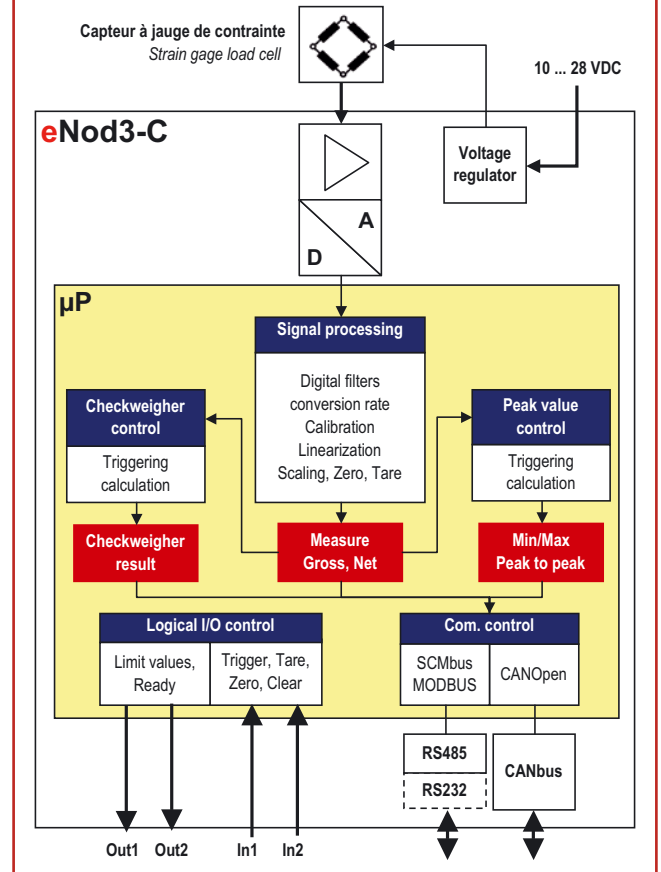 Capteur à jauge de contrainte
Strain gage load cell
10 ... 28 VDC
eNod3-C
Voltage
regulator
A
D
µP
Signal processing
Digital filters
conversion rate
Calibration
Linearization
Scaling, Zero, Tare
Checkweigher
control
Triggering
calculation
Peak value
control
Triggering
calculation
Checkweigher
result
Measure
Gross, Net
Min/Max
Peak to peak
Logical I/O control
Limit values,
Ready
Trigger, Tare,
Zero, Clear
Com. control
SCMbus
MODBUS
CANOpen
RS485
RS232
CANbus
Out1
Out2
In1
In2